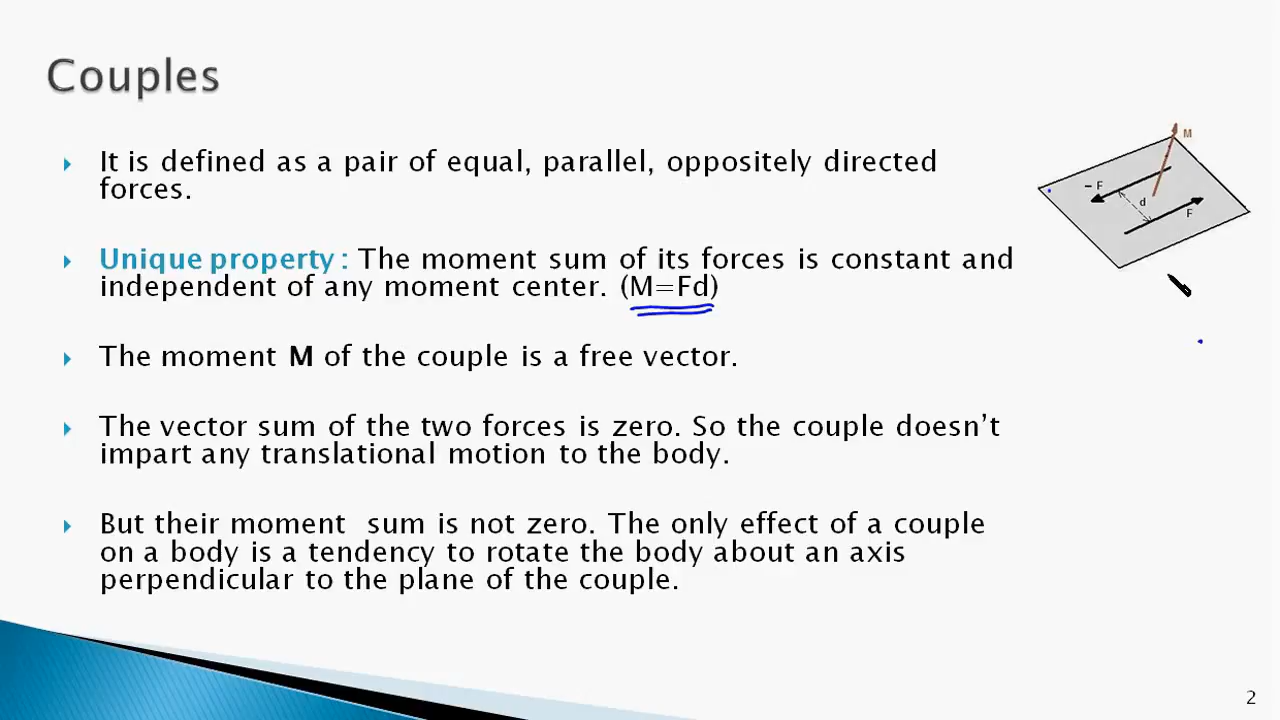 Couples
It is defined as a pair of equal, parallel, oppositely directed
forces.
Unique property : The moment sum of its forces is constant and
independent of any moment center. (M=Fd)
The moment M of the couple is a free vector.
The vector sum of the two forces is zero. So the couple doesn’t
impart any translational motion to the body.
But their moment sum is not zero. The only effect of a couple
on a body is a tendency to rotate the body about an axis
perpendicular to the plane of the couple.
M
– F
d
F
2